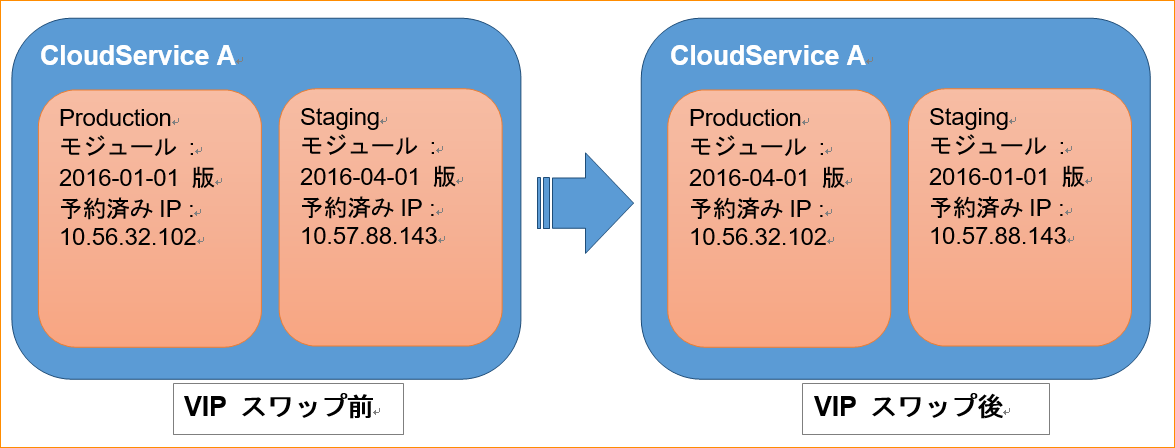 CloudService A
Production
モジュール :
2016-01-01 版
予約済み IP :
10.56.32.102
Staging
モジュール :
2016-04-01 版
予約済み IP :
10.57.88.143
VIP スワップ前
CloudService A
Production
モジュール :
2016-04-01 版
予約済み IP :
10.56.32.102
Staging
モジュール :
2016-01-01 版
予約済み IP :
10.57.88.143
VIP スワップ後